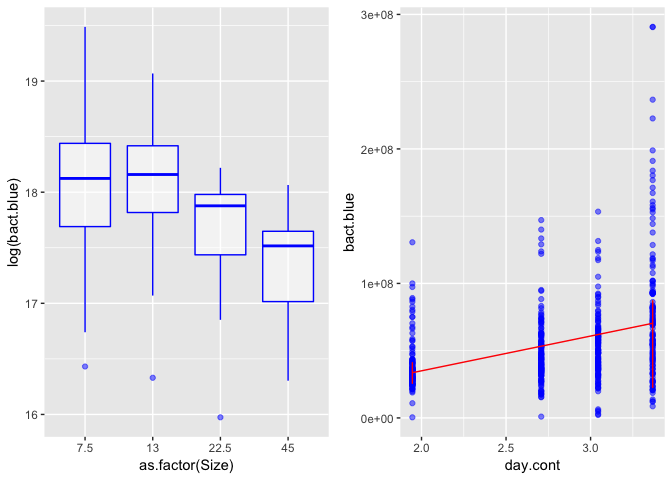 19
18
17
16
log(bact.blue)
7.5 13 22.5 45
as.factor(Size)
3e+08
2e+08
1e+08
0e+00
bact.blue
2.0 2.5 3.0
day.cont